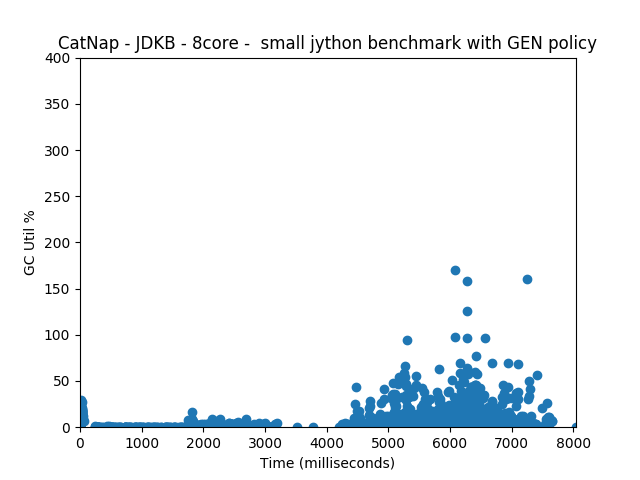 CatNap - JDKB - 8core -  small jython benchmark with GEN policy
400
350
300
250
200
150
100
50
0
GC Util %
0 1000 2000 3000 4000 5000 6000 7000 8000
Time (milliseconds)